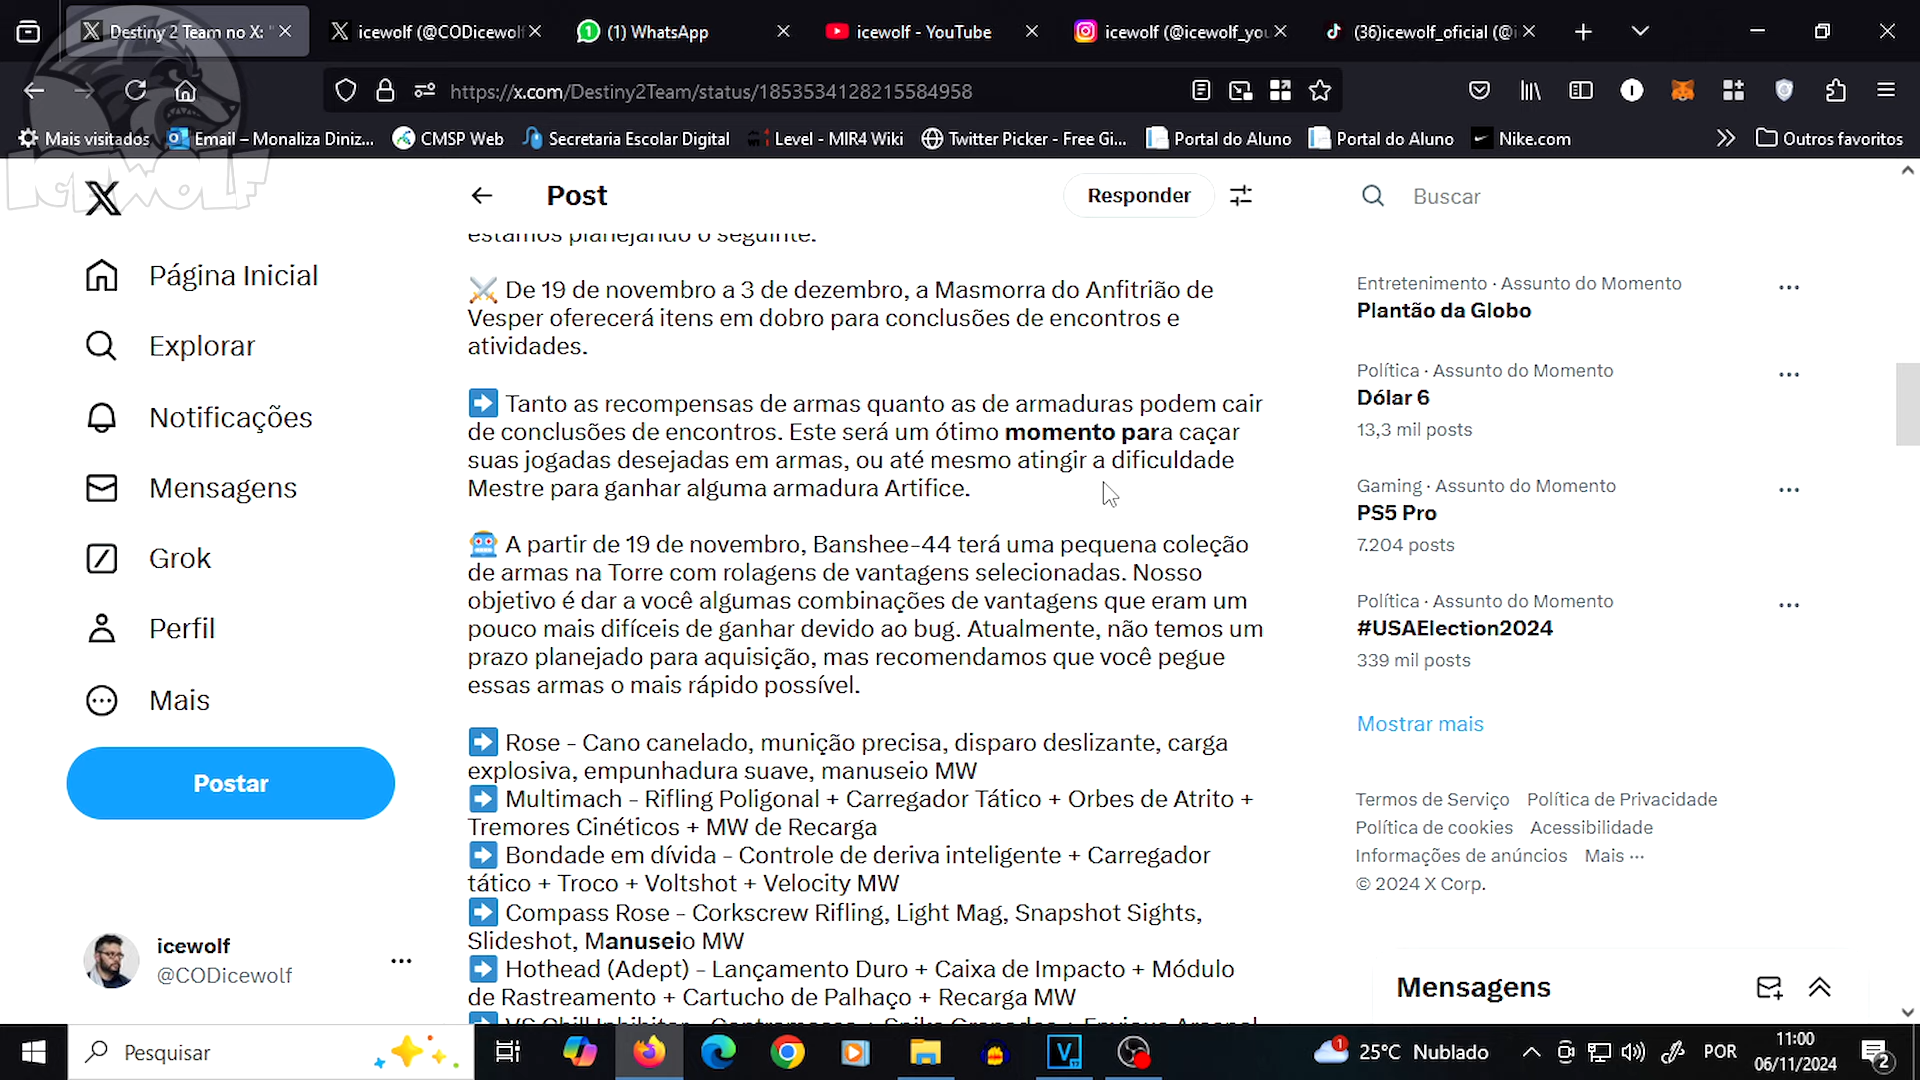 Destiny 2 Team no X: "
icewolf (@CODicewolf
(1) WhatsApp
icewolf - YouTube
icewolf (@icewolf_you
(36)icewolf_oficial (@i
https://x.com/Destiny2Team/status/1853534128215584958
Mais visitados
Email – Monaliza Diniz...
CMSP Web
Secretaria Escolar Digital
Level - MIR4 Wiki
Twitter Picker - Free Gi...
Portal do Aluno
Portal do Aluno
Nike.com
Outros favoritos
ICEWOLF
Página Inicial
Explorar
Notificações
Mensagens
Grok
Perfil
Mais
Postar
icewolf
@CODicewolf
Post
Responder
estamos planejando o seguinte.
De 19 de novembro a 3 de dezembro, a Masmorra do Anfitrião de
Vesper oferecerá itens em dobro para conclusões de encontros e
atividades.
Tanto as recompensas de armas quanto as de armaduras podem cair
de conclusões de encontros. Este será um ótimo momento para caçar
suas jogadas desejadas em armas, ou até mesmo atingir a dificuldade
Mestre para ganhar alguma armadura Artifice.
A partir de 19 de novembro, Banshee-44 terá uma pequena coleção
de armas na Torre com rolagens de vantagens selecionadas. Nosso
objetivo é dar a você algumas combinações de vantagens que eram um
pouco mais difíceis de ganhar devido ao bug. Atualmente, não temos um
prazo planejado para aquisição, mas recomendamos que você pegue
essas armas o mais rápido possível.
Rose - Cano canelado, munição precisa, disparo deslizante, carga
explosiva, empunhadura suave, manuseio MW
Multimach - Rifling Poligonal + Carregador Tático + Orbes de Atrito +
Tremores Cinéticos + MW de Recarga
Bondade em dívida - Controle de deriva inteligente + Carregador
tático + Troco + Voltshot + Velocity MW
Compass Rose - Corkscrew Rifling, Light Mag, Snapshot Sights,
Slideshot, Manuseio MW
Hothead (Adept) - Lançamento Duro + Caixa de Impacto + Módulo
de Rastreamento + Cartucho de Palhaço + Recarga MW
VS Chill Inhibitor - Contramassa + Spike Grenades + Envious Arsenal
Buscar
Entretenimento · Assunto do Momento
Plantão da Globo
Política · Assunto do Momento
Dólar 6
13,3 mil posts
Gaming · Assunto do Momento
PS5 Pro
7.204 posts
Política · Assunto do Momento
#USAElection2024
339 mil posts
Mostrar mais
Termos de Serviço Política de Privacidade
Política de cookies Acessibilidade
Informações de anúncios Mais ···
© 2024 X Corp.
Mensagens
Pesquisar
1
25°C Nublado
POR
11:00
06/11/2024
2